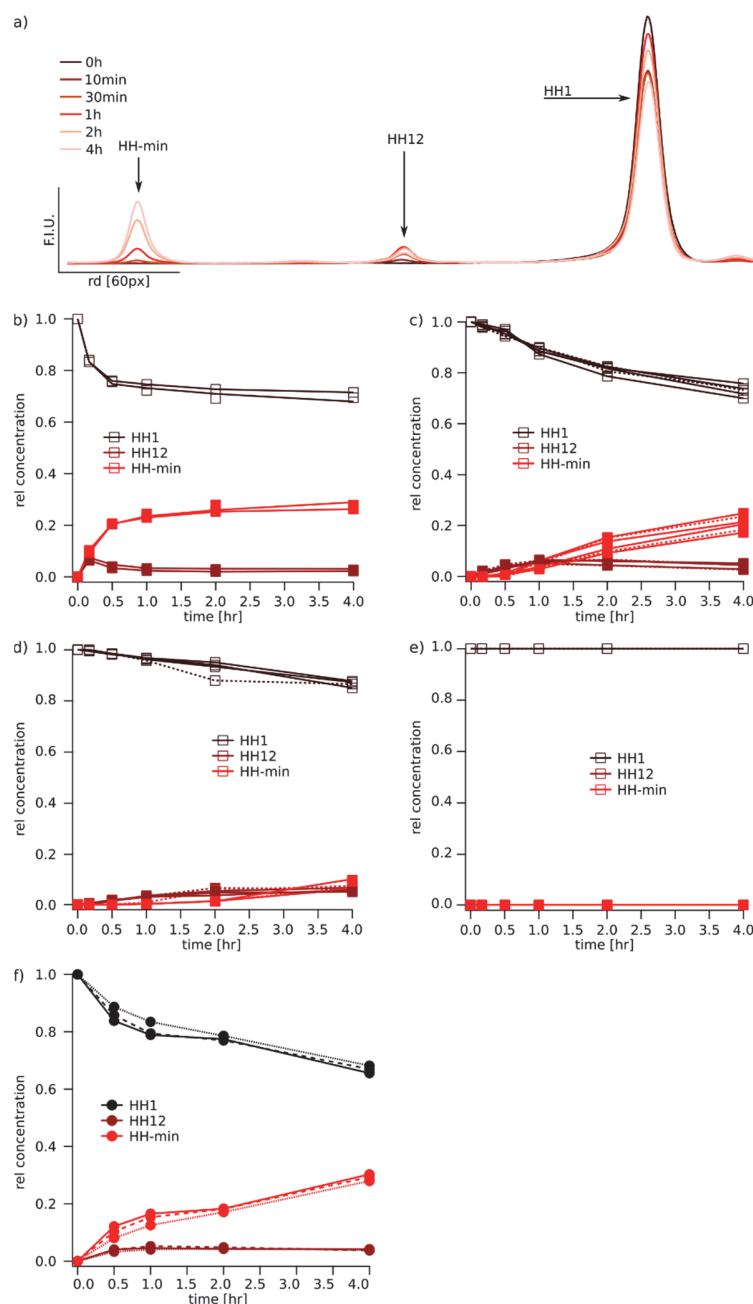 a)
0h
10min
30min
1h
2h
4h
HH-min
HH12
HH1
F.I.U.
rd [60px]
b)
1.0
0.8
0.6
0.4
0.2
0.0
rel concentration
HH1
HH12
HH-min
0.0 0.5 1.0 1.5 2.0 2.5 3.0 3.5 4.0
time [hr]
c)
1.0
0.8
0.6
0.4
0.2
0.0
rel concentration
HH1
HH12
HH-min
0.0 0.5 1.0 1.5 2.0 2.5 3.0 3.5 4.0
time [hr]
d)
1.0
0.8
0.6
0.4
0.2
0.0
rel concentration
HH1
HH12
HH-min
0.0 0.5 1.0 1.5 2.0 2.5 3.0 3.5 4.0
time [hr]
e)
1.0
0.8
0.6
0.4
0.2
0.0
rel concentration
HH1
HH12
HH-min
0.0 0.5 1.0 1.5 2.0 2.5 3.0 3.5 4.0
time [hr]
f)
1.0
0.8
0.6
0.4
0.2
0.0
rel concentration
HH1
HH12
HH-min
0.0 0.5 1.0 1.5 2.0 2.5 3.0 3.5 4.0
time [hr]